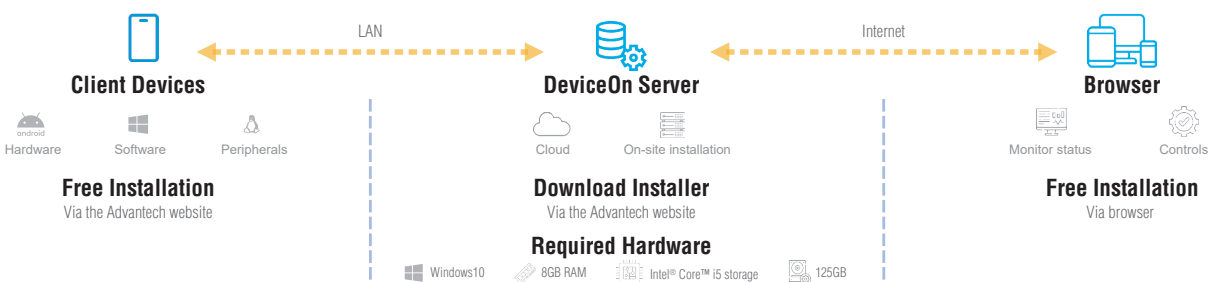 LAN
Internet
Client Devices
DeviceOn Server
Browser
android
Hardware
Software
Peripherals
Cloud
On-site installation
Monitor status
Controls
Free Installation
Via the Advantech website
Download Installer
Via the Advantech website
Free Installation
Via browser
Required Hardware
Windows10
8GB RAM
Intel® Core™ i5 storage
125GB